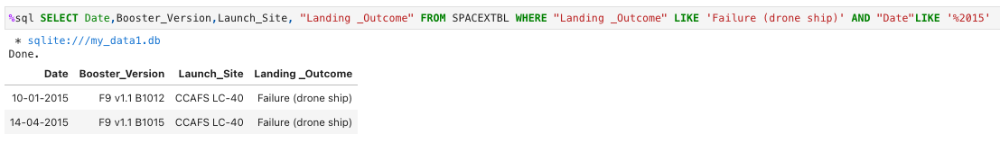 %sql SELECT Date,Booster_Version,Launch_Site, "Landing _Outcome" FROM SPACEXTBL WHERE "Landing _Outcome" LIKE 'Failure (drone ship)' AND "Date"LIKE '%2015'
* sqlite:///my_data1.db
Done.
Date Booster_Version Launch_Site Landing _Outcome
10-01-2015 F9 v1.1 B1012 CCAFS LC-40 Failure (drone ship)
14-04-2015 F9 v1.1 B1015 CCAFS LC-40 Failure (drone ship)